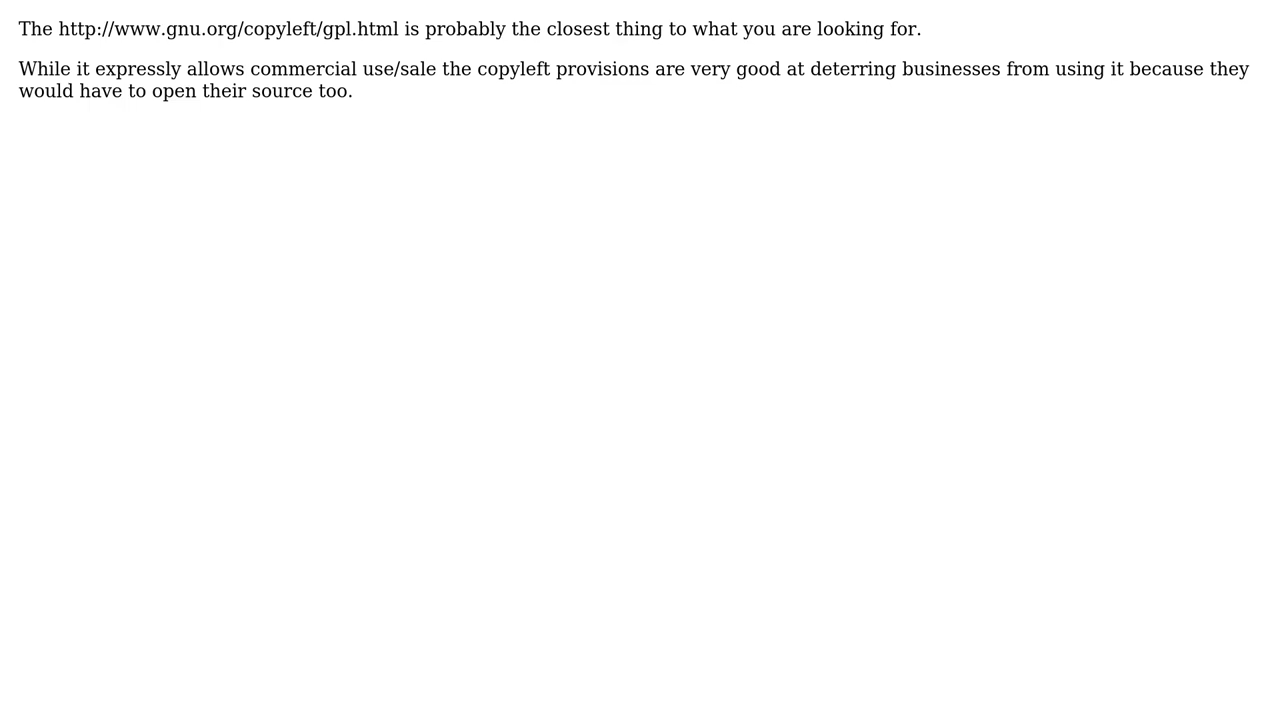 The http://www.gnu.org/copyleft/gpl.html is probably the closest thing to what you are looking for.
While it expressly allows commercial use/sale the copyleft provisions are very good at deterring businesses from using it because they
would have to open their source too.